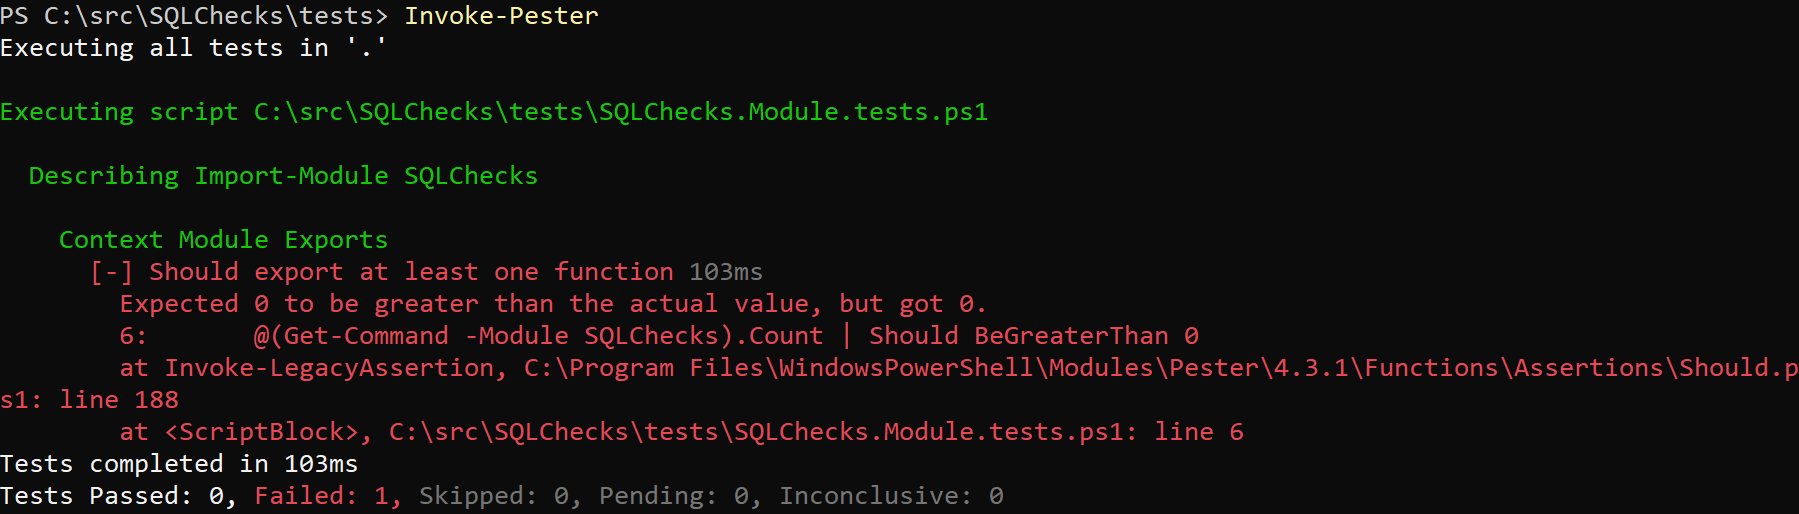 PS C:\src\SQLChecks\tests> Invoke-Pester
Executing all tests in '.'
Executing script C:\src\SQLChecks\tests\SQLChecks.Module.tests.ps1
Describing Import-Module SQLChecks
Context Module Exports
[-] Should export at least one function 103ms
Expected 0 to be greater than the actual value, but got 0.
6:       @(Get-Command -Module SQLChecks).Count | Should BeGreaterThan 0
at Invoke-LegacyAssertion, C:\Program Files\WindowsPowerShell\Modules\Pester\4.3.1\Functions\Assertions\Should.p
s1: line 188
at <ScriptBlock>, C:\src\SQLChecks\tests\SQLChecks.Module.tests.ps1: line 6
Tests completed in 103ms
Tests Passed: 0, Failed: 1, Skipped: 0, Pending: 0, Inconclusive: 0